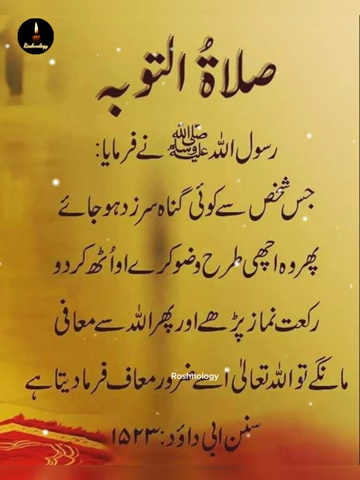 Roshnology
صلاۃُ التوبہ
رسول اللہ ﷺ نے فرمایا:
جس شخص سے کوئی گناہ سرزد ہو جائے
پھر وہ اچھی طرح وضو کرے او اُٹھ کر دو
رکعت نماز پڑھے اور پھر اللہ سے معافی
Roshnology
مانگے تو اللہ تعالیٰ اسے ضرور معاف فرما دیتا ہے
سنن ابی داؤد: ۱۵۲۳